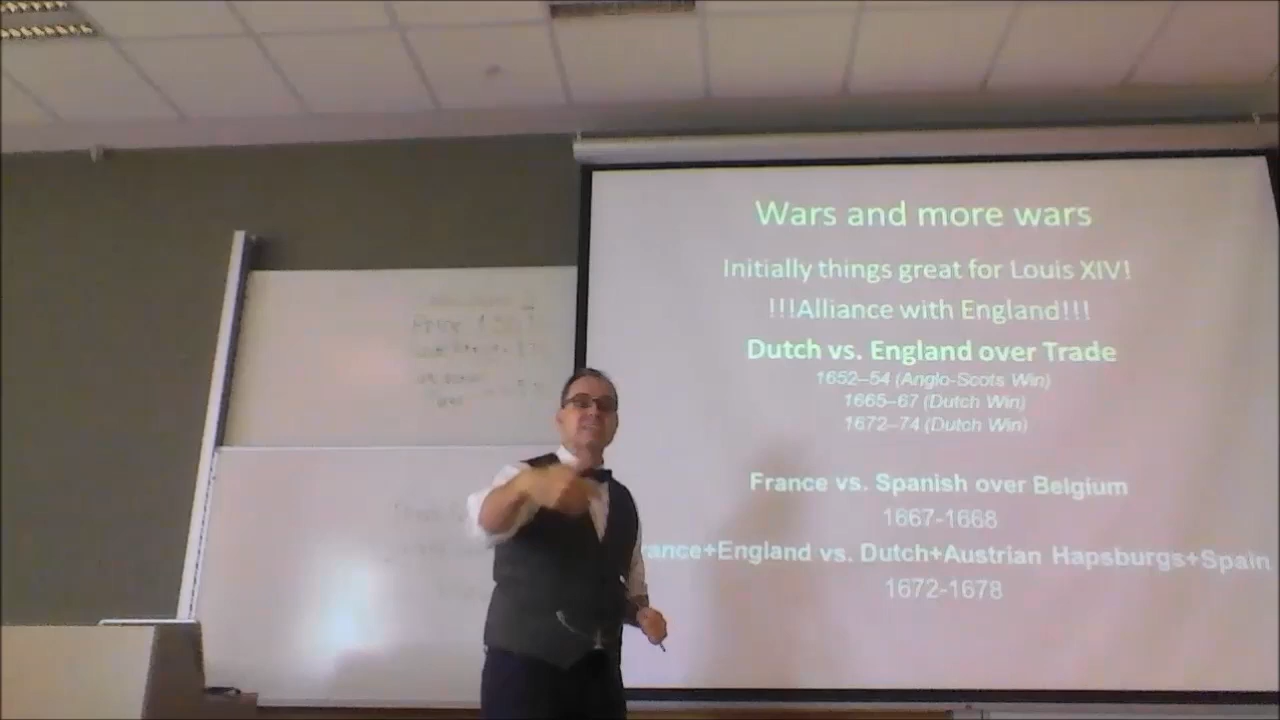 Wars and more wars
Initially things great for Louis XIV!
!!!Alliance with England!!!
Dutch vs. England over Trade
1652–54 (Anglo-Scots Win)
1665–67 (Dutch Win)
1672–74 (Dutch Win)
France vs. Spanish over Belgium
1667-1668
rance+England vs. Dutch+Austrian Hapsburgs+Spain
1672-1678